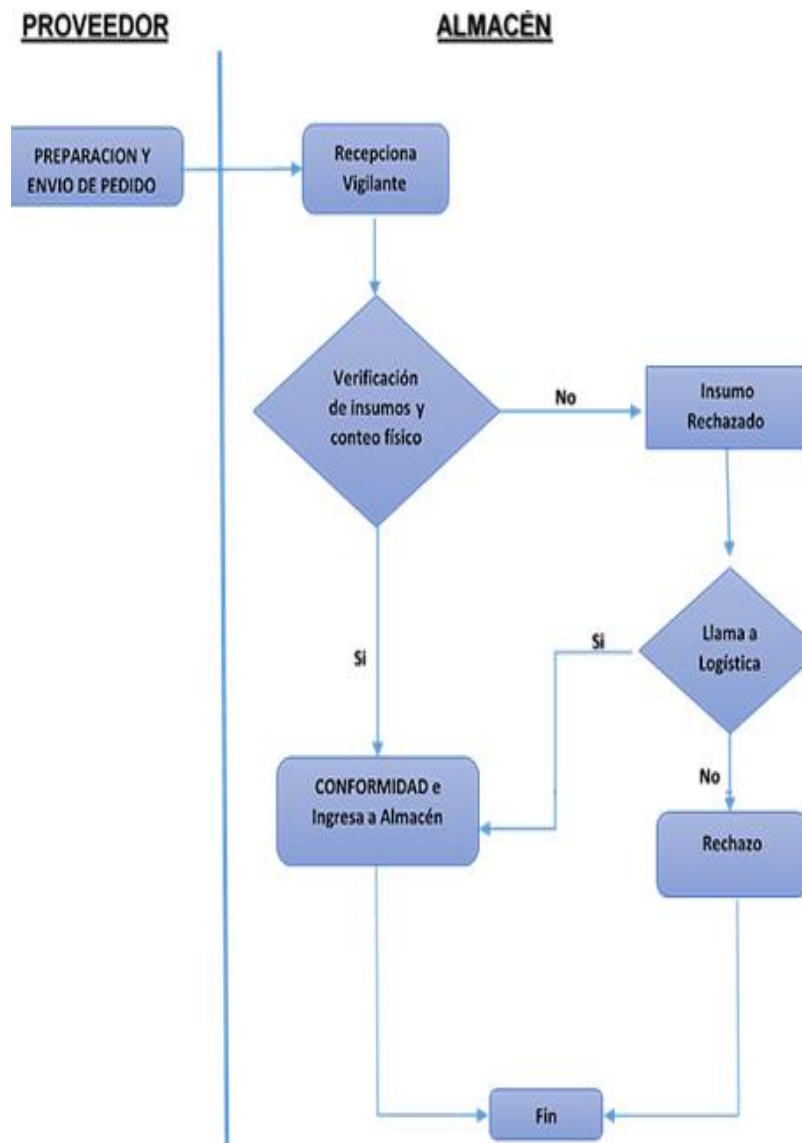 PROVEEDOR
ALMACÉN
PREPARACION Y
ENVIO DE PEDIDO
Recepciona
Vigilante
Verificación
de insumos y
conteo físico
No
Insumo
Rechazado
Si
Llama a
Logística
Si
No
CONFORMIDAD e
Ingresa a Almacén
Rechazo
Fin